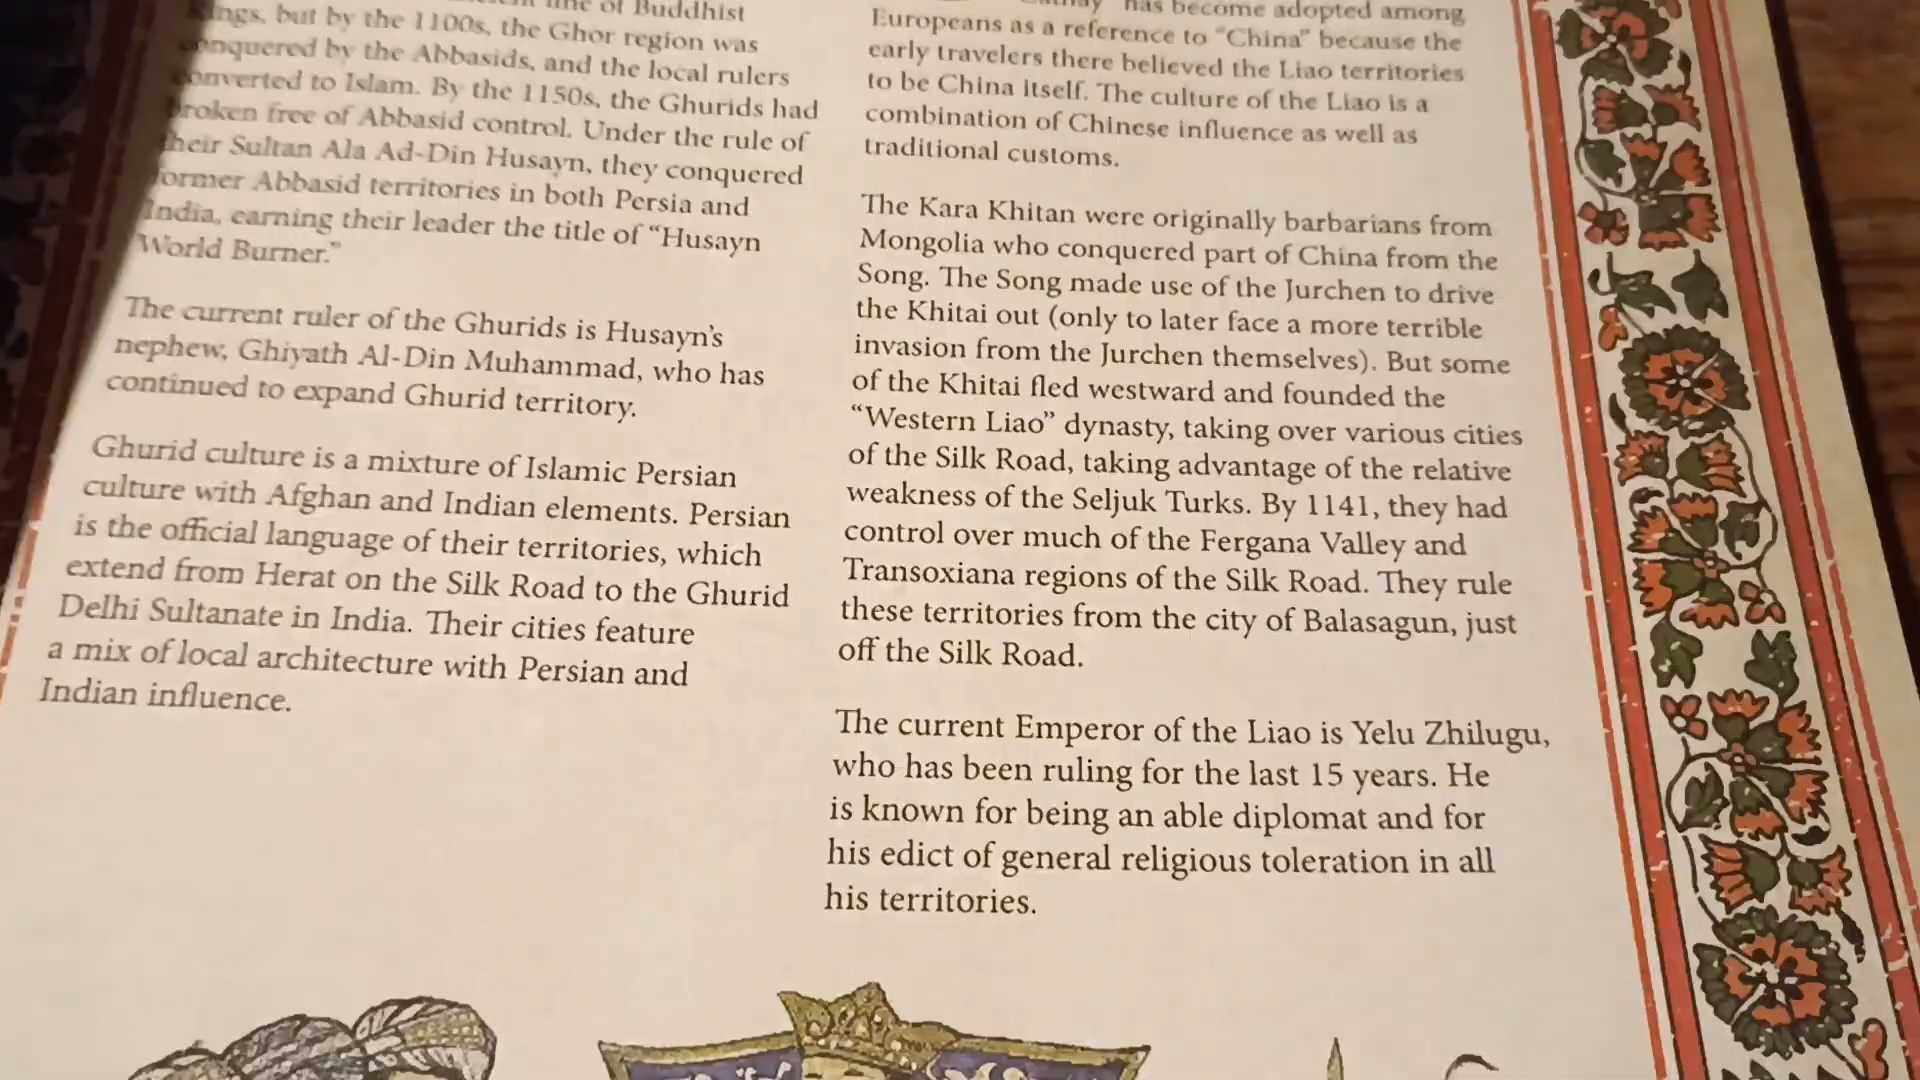 line of Buddhist
Kings, but by the 1100s, the Ghor region was
conquered by the Abbasids, and the local rulers
converted to Islam. By the 1150s, the Ghurids had
broken free of Abbasid control. Under the rule of
their Sultan Ala Ad-Din Husayn, they conquered
former Abbasid territories in both Persia and
India, earning their leader the title of “Husayn
World Burner.”
The current ruler of the Ghurids is Husayn’s
nephew, Ghiyath Al-Din Muhammad, who has
continued to expand Ghurid territory.
Ghurid culture is a mixture of Islamic Persian
culture with Afghan and Indian elements. Persian
is the official language of their territories, which
extend from Herat on the Silk Road to the Ghurid
Delhi Sultanate in India. Their cities feature
a mix of local architecture with Persian and
Indian influence.
has become adopted among
Europeans as a reference to “China” because the
early travelers there believed the Liao territories
to be China itself. The culture of the Liao is a
combination of Chinese influence as well as
traditional customs.
The Kara Khitan were originally barbarians from
Mongolia who conquered part of China from the
Song. The Song made use of the Jurchen to drive
the Khitai out (only to later face a more terrible
invasion from the Jurchen themselves). But some
of the Khitai fled westward and founded the
“Western Liao” dynasty, taking over various cities
of the Silk Road, taking advantage of the relative
weakness of the Seljuk Turks. By 1141, they had
control over much of the Fergana Valley and
Transoxiana regions of the Silk Road. They rule
these territories from the city of Balasagun, just
off the Silk Road.
The current Emperor of the Liao is Yelu Zhilugu,
who has been ruling for the last 15 years. He
is known for being an able diplomat and for
his edict of general religious toleration in all
his territories.